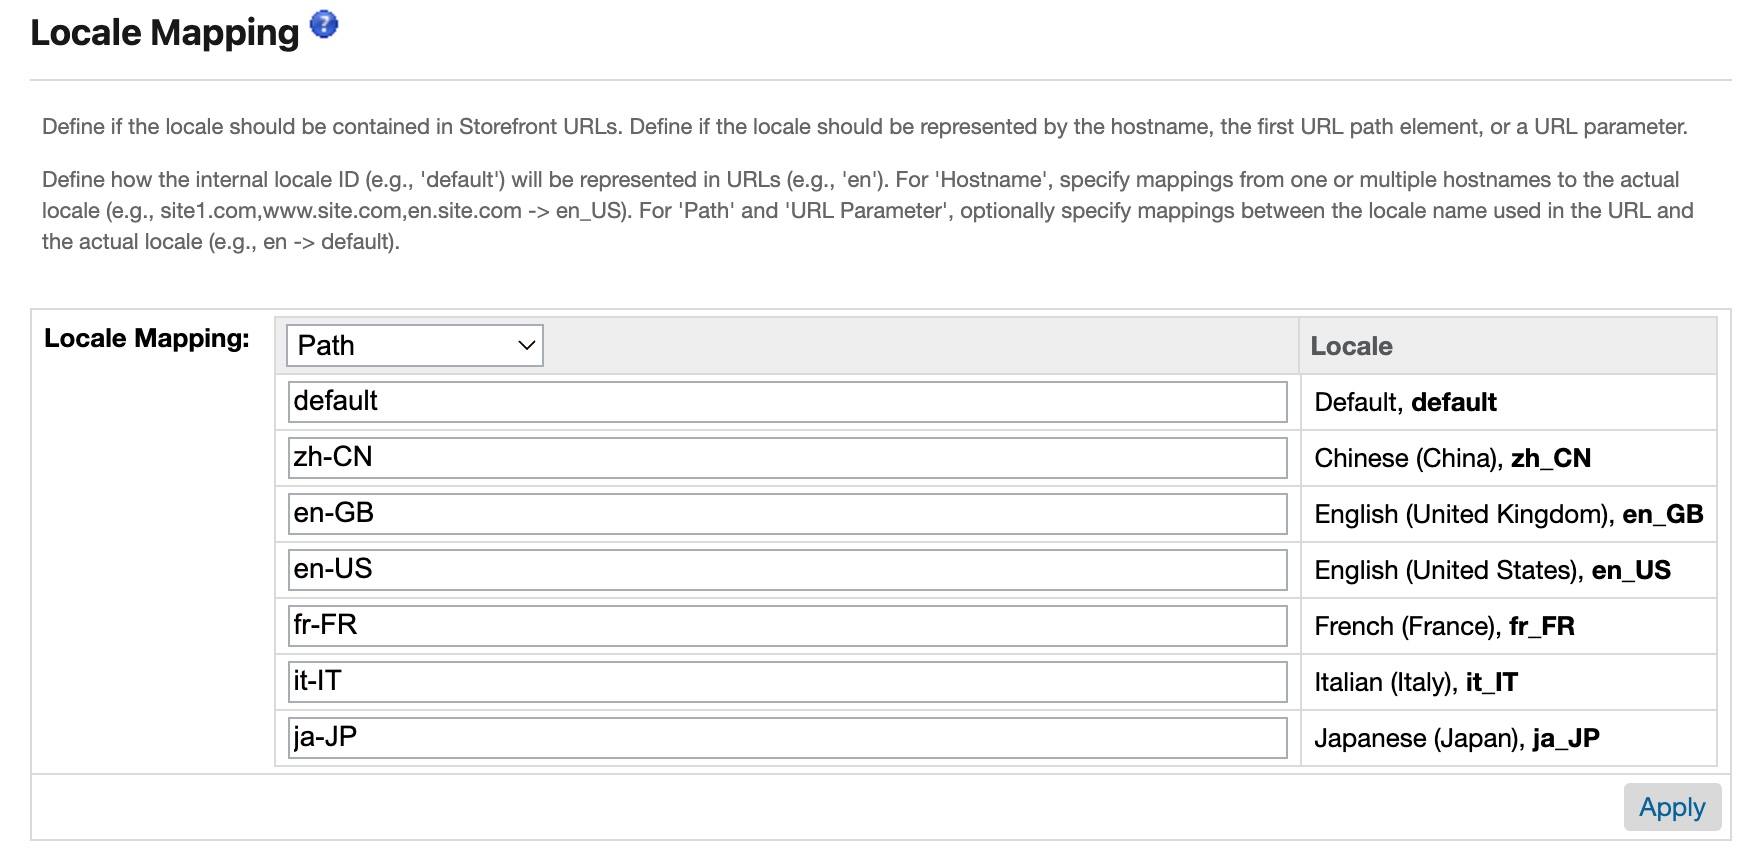 Locale Mapping ?
Define if the locale should be contained in Storefront URLs. Define if the locale should be represented by the hostname, the first URL path element, or a URL parameter.
Define how the internal locale ID (e.g., 'default') will be represented in URLs (e.g., 'en'). For 'Hostname', specify mappings from one or multiple hostnames to the actual
locale (e.g., site1.com,www.site.com,en.site.com -> en_US). For 'Path' and 'URL Parameter', optionally specify mappings between the locale name used in the URL and
the actual locale (e.g., en -> default).
Locale Mapping: Path Locale
default Default, default
zh-CN Chinese (China), zh_CN
en-GB English (United Kingdom), en_GB
en-US English (United States), en_US
fr-FR French (France), fr_FR
it-IT Italian (Italy), it_IT
ja-JP Japanese (Japan), ja_JP
Apply